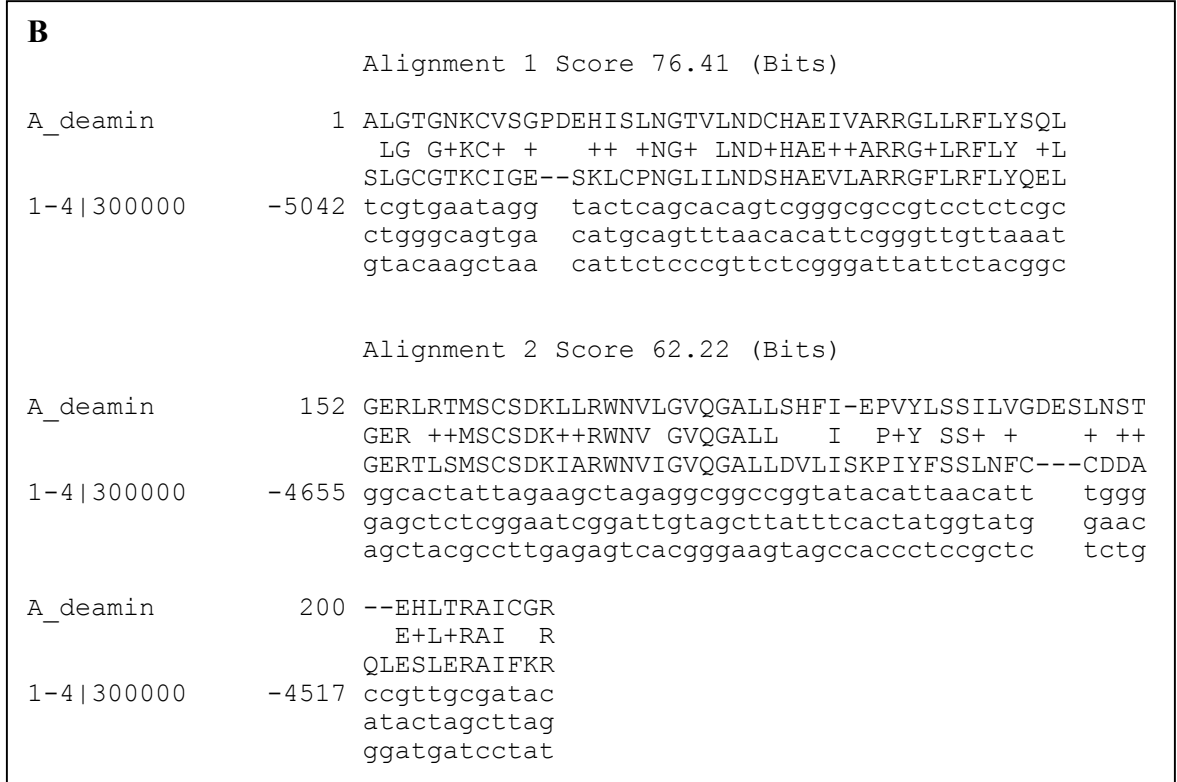 B
Alignment 1 Score 76.41 (Bits)
A_deamin 1 ALGTGNKCVSGPDEHISLNGTVLNDCHAEIVARRGLLRFLYSQL
LG G+KC+ + ++ +NG+ LND+HAE++ARRG+LRFLY +L
SLGCGTKCIGE--SKLCPNGLILNDSHAEVLARRGFLRFLYQEL
1-4|300000 -5042 tcgtgaatagg tactcagcacagtcgggcgccgtcctctcgc
ctgggcagtga catgcagtttaacacattcgggttgttaaat
gtacaagctaa cattctcccgttctcgggattattctacggc
Alignment 2 Score 62.22 (Bits)
A_deamin 152 GERLRTMSCSDKLLRWNVLGVQGALLSHFI-EPVYLSSILVGDESLNST
GER ++MSCSDK++RWNV GVQGALL I P+Y SS+ + + ++
GERTLSMSCSDKIARWNVIGVQGALLDVLISKPIYFSSLNFC---CDDA
1-4|300000 -4655 ggcactattagaagctagaggcggccggtatacattaacatt tggg
gagctctcggaatcggattgtagcttatttcactatggtatg gaac
agctacgccttgagagtcacgggaagtagccaccctccgctc tctg
A_deamin 200 --EHLTRAICGR
E+L+RAI R
QLESLERAIFKR
1-4|300000 -4517 ccgttgcgatac
atactagcttag
ggatgatcctat